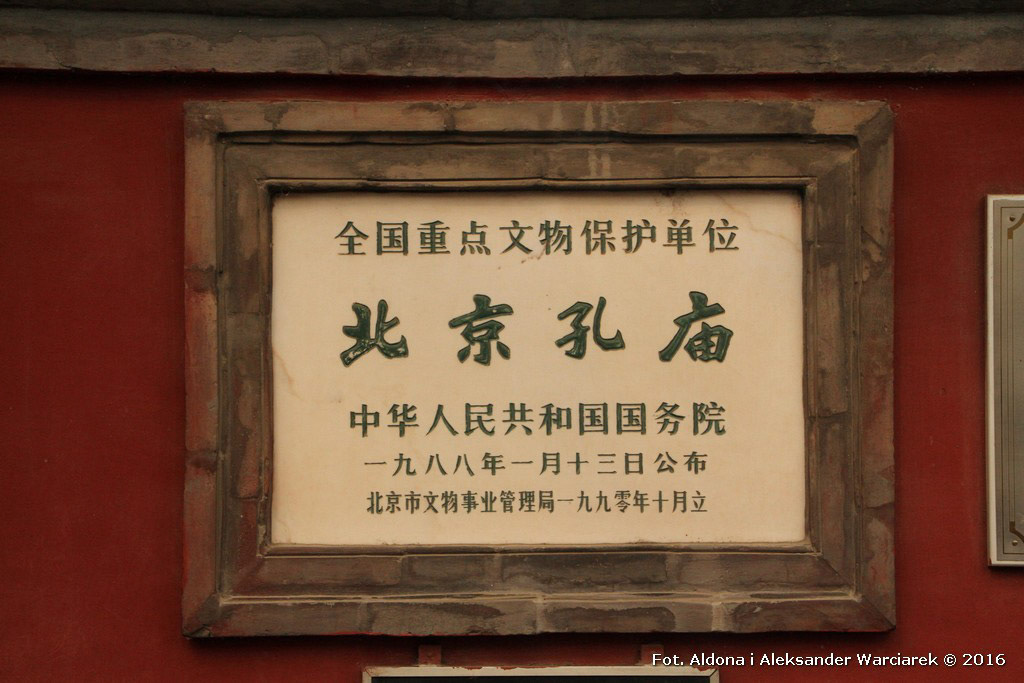 全国重点文物保护单位
北京孔庙
中华人民共和国国务院
一九八八年一月十三日公布
北京市文物事业管理局一九九零年十月立
Fot. Aldona i Aleksander Warciarek © 2016